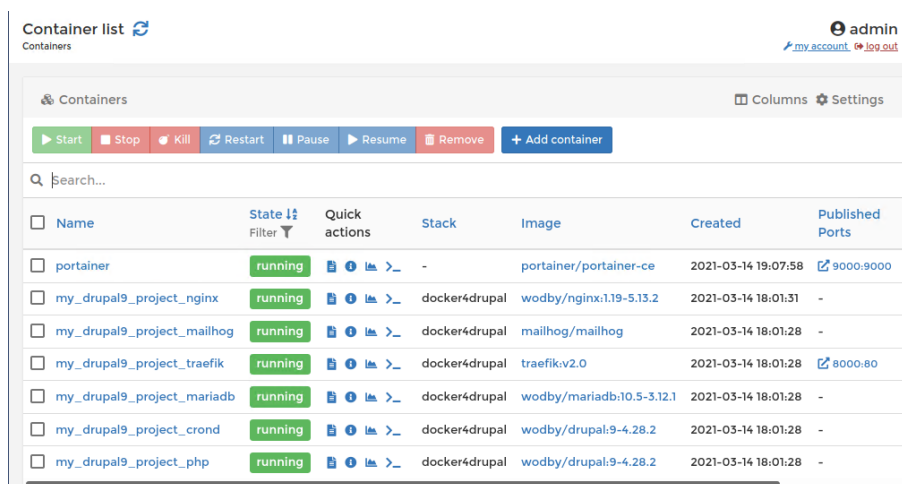 Container list
admin
Containers
my account log out
Containers
Columns Settings
Start Stop Kill Restart Pause Resume Remove + Add container
Search...
Name State Filter Quick actions Stack Image Created Published Ports
portainer running - portainer/portainer-ce 2021-03-14 19:07:58 9000:9000
my_drupal9_project_nginx running docker4drupal wodby/nginx:1.19-5.13.2 2021-03-14 18:01:31 -
my_drupal9_project_mailhog running docker4drupal mailhog/mailhog 2021-03-14 18:01:28 -
my_drupal9_project_traefik running docker4drupal traefik:v2.0 2021-03-14 18:01:28 8000:80
my_drupal9_project_mariadb running docker4drupal wodby/mariadb:10.5-3.12.1 2021-03-14 18:01:28 -
my_drupal9_project_crond running docker4drupal wodby/drupal:9-4.28.2 2021-03-14 18:01:28 -
my_drupal9_project_php running docker4drupal wodby/drupal:9-4.28.2 2021-03-14 18:01:28 -